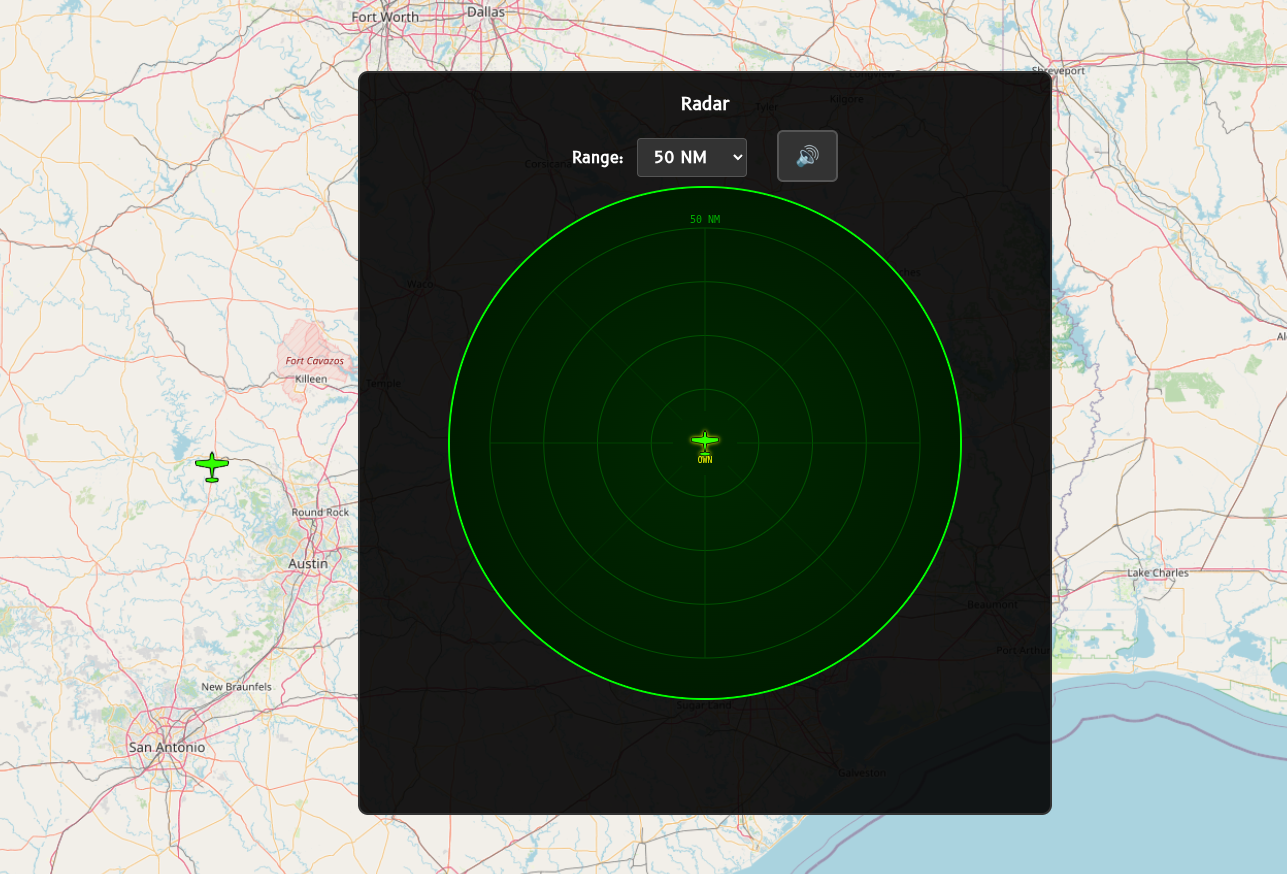 Fort Worth
Dallas
Shreveport
Longview
Radar
Tyler
Kilgore
Range:
50 NM
Corsicana
50 NM
Waco
Fort Cavazos
Killeen
Temple
OWN
Round Rock
Austin
Lake Charles
Beaumont
Port Arthur
New Braunfels
Sugar Land
San Antonio
Galveston